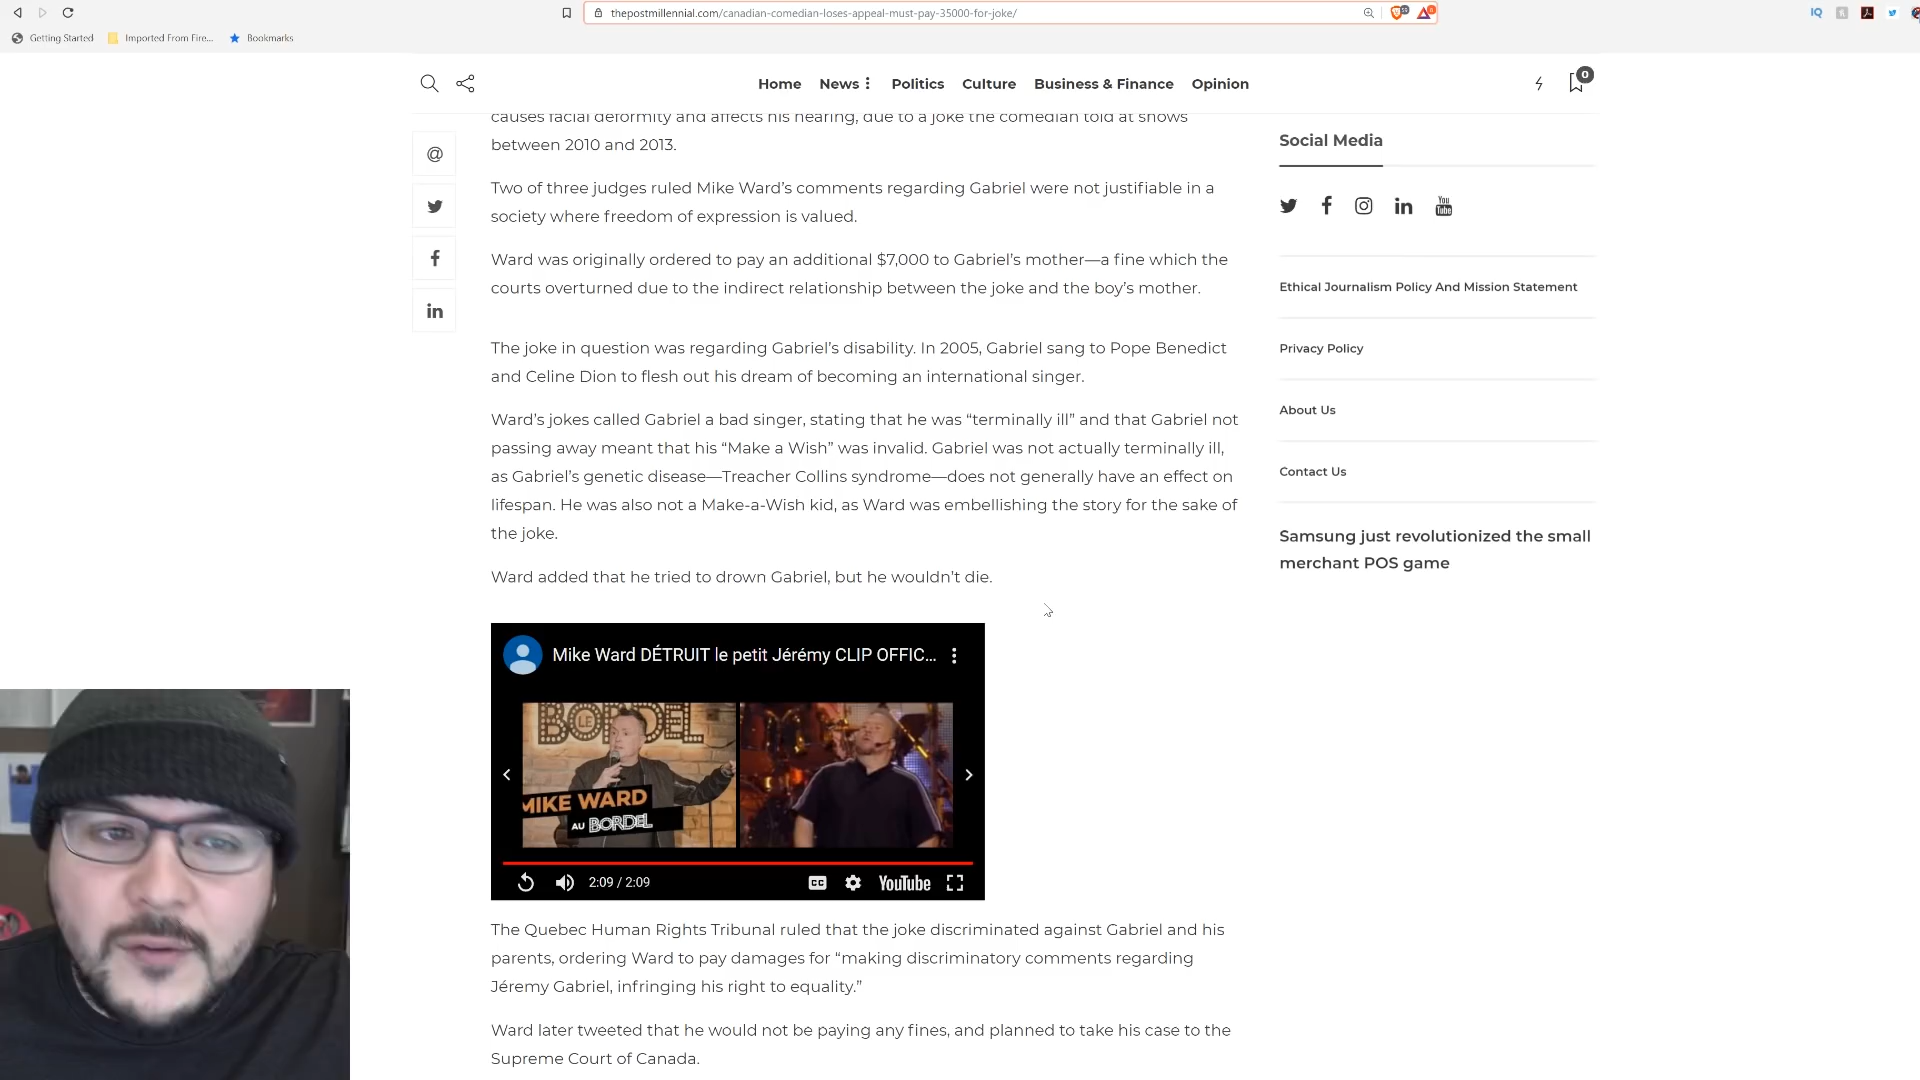 thepostmillennial.com/canadian-comedian-loses-appeal-must-pay-35000-for-joke/
IQ
Getting Started
Imported From Fire...
Bookmarks
Home
News
Politics
Culture
Business & Finance
Opinion
0
causes facial deformity and affects his hearing, due to a joke the comedian told at shows
between 2010 and 2013.
Two of three judges ruled Mike Ward’s comments regarding Gabriel were not justifiable in a
society where freedom of expression is valued.
Ward was originally ordered to pay an additional $7,000 to Gabriel’s mother—a fine which the
courts overturned due to the indirect relationship between the joke and the boy’s mother.
The joke in question was regarding Gabriel’s disability. In 2005, Gabriel sang to Pope Benedict
and Celine Dion to flesh out his dream of becoming an international singer.
Ward’s jokes called Gabriel a bad singer, stating that he was “terminally ill” and that Gabriel not
passing away meant that his “Make a Wish” was invalid. Gabriel was not actually terminally ill,
as Gabriel’s genetic disease—Treacher Collins syndrome—does not generally have an effect on
lifespan. He was also not a Make-a-Wish kid, as Ward was embellishing the story for the sake of
the joke.
Ward added that he tried to drown Gabriel, but he wouldn’t die.
Mike Ward DÉTRUIT le petit Jérémy CLIP OFFIC...
LE
BORDEL
MIKE WARD
AU BORDEL
2:09 / 2:09
CC
YouTube
The Quebec Human Rights Tribunal ruled that the joke discriminated against Gabriel and his
parents, ordering Ward to pay damages for “making discriminatory comments regarding
Jéremy Gabriel, infringing his right to equality.”
Ward later tweeted that he would not be paying any fines, and planned to take his case to the
Supreme Court of Canada.
Social Media
You
Tube
Ethical Journalism Policy And Mission Statement
Privacy Policy
About Us
Contact Us
Samsung just revolutionized the small
merchant POS game